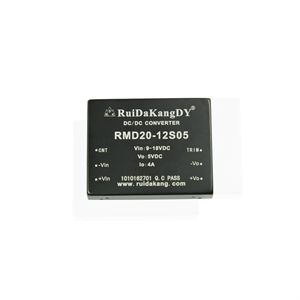 RuiDaKangDY®
DC/DC CONVERTER
RMD20-12S05
CNT Vin: 9-18VDC TRIM
Vo: 5VDC
-Vin Io: 4A -Vo
+Vin 1010162701 Q.C PASS +Vo
www.ruidakang.com